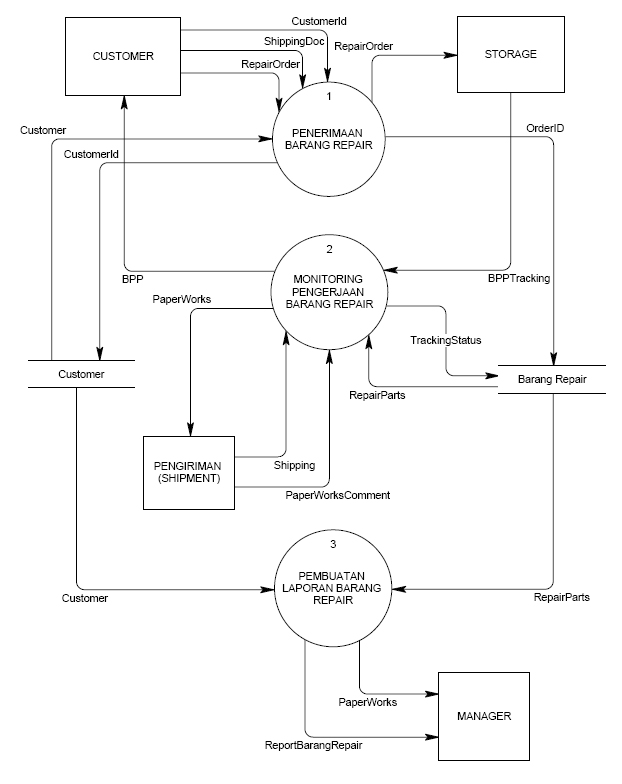 CustomerId
CUSTOMER
ShippingDoc
RepairOrder
RepairOrder
STORAGE
1
PENERIMAAN
BARANG REPAIR
Customer
CustomerId
OrderID
2
MONITORING
PENGERJAAN
BARANG REPAIR
BPP
BPPTracking
PaperWorks
TrackingStatus
Customer
Barang Repair
RepairParts
PENGIRIMAN
(SHIPMENT)
Shipping
PaperWorksComment
3
PEMBUATAN
LAPORAN BARANG
REPAIR
Customer
RepairParts
PaperWorks
MANAGER
ReportBarangRepair